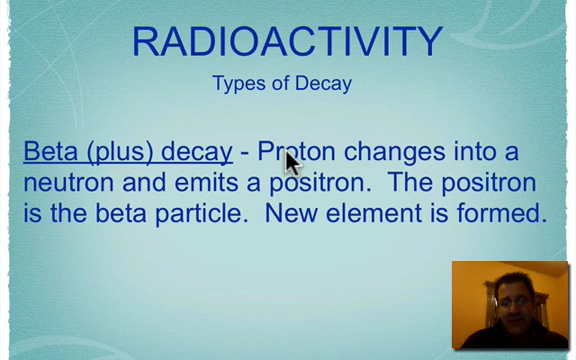 RADIOACTIVITY
Types of Decay
Beta (plus) decay - Proton changes into a
neutron and emits a positron. The positron
is the beta particle. New element is formed.